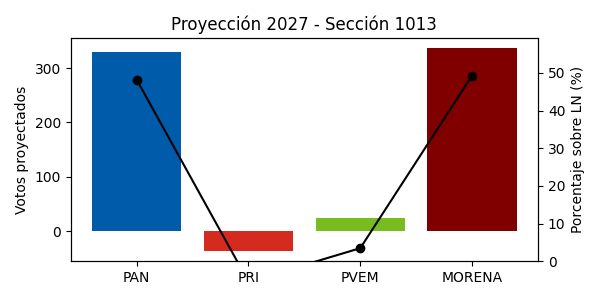 Proyección 2027 - Sección 1013
Votos proyectados
300
200
100
0
50
40
30
20
10
0
Porcentaje sobre LN (%)
PAN PRI PVEM MORENA